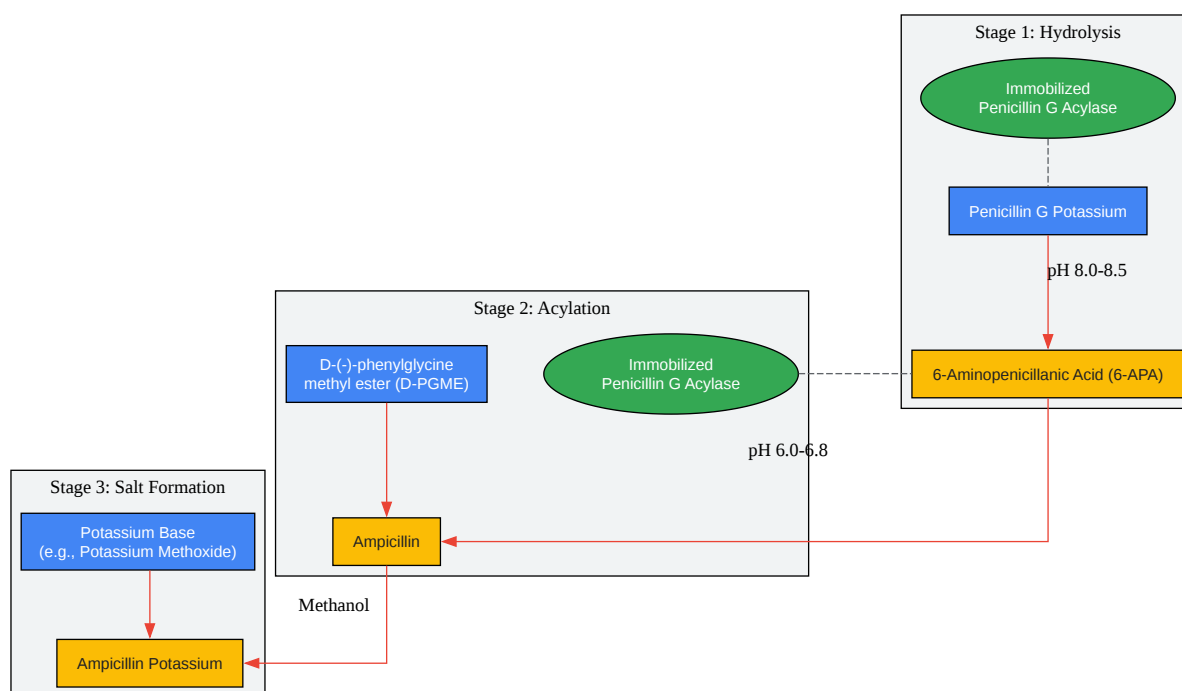 Stage 1: Hydrolysis
Immobilized
Penicillin G Acylase
Penicillin G Potassium
pH 8.0-8.5
6-Aminopenicillanic Acid (6-APA)
Stage 2: Acylation
D-(-)-phenylglycine
methyl ester (D-PGME)
Immobilized
Penicillin G Acylase
pH 6.0-6.8
Ampicillin
Methanol
Stage 3: Salt Formation
Potassium Base
(e.g., Potassium Methoxide)
Ampicillin Potassium